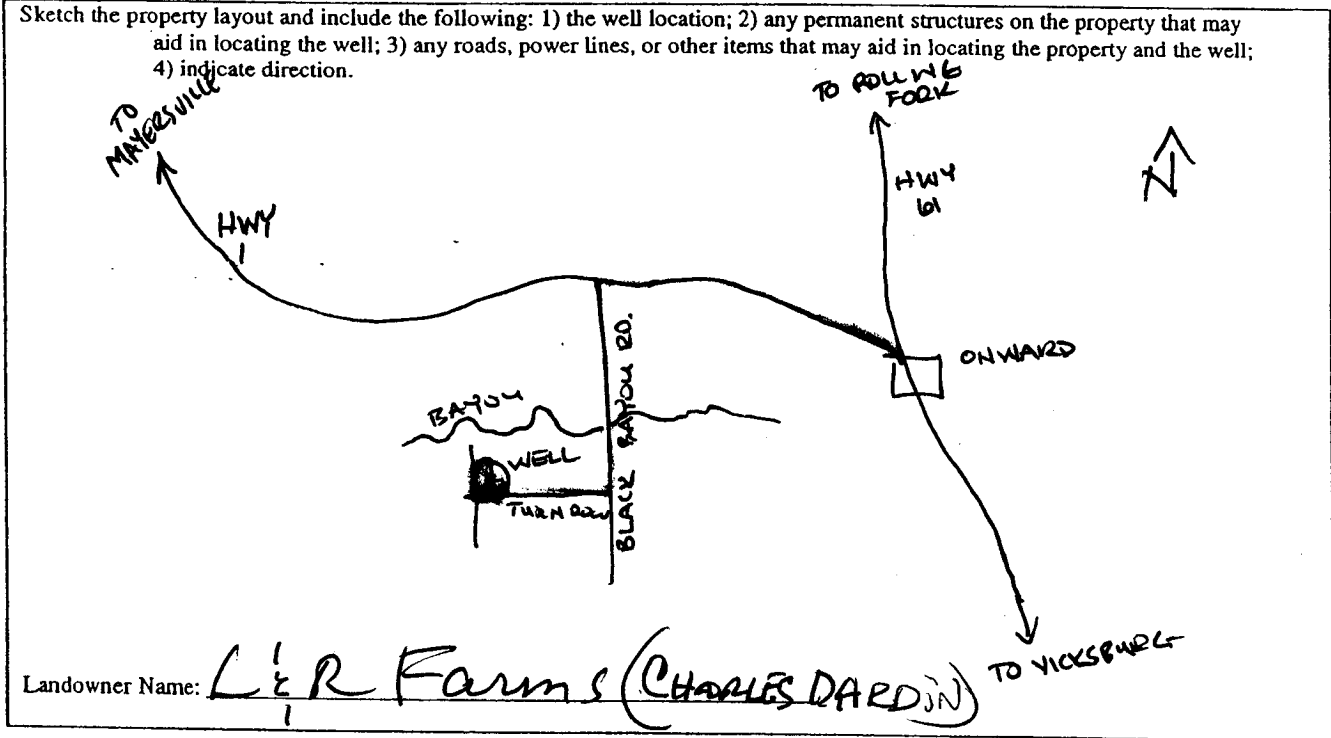 Sketch the property layout and include the following: 1) the well location; 2) any permanent structures on the property that may
aid in locating the well; 3) any roads, power lines, or other items that may aid in locating the property and the well;
4) indicate direction.
TO
MAYERSVILLE
TO ROLLING
FORK
HWY
61
N
HWY
1
ONWARD
BLACK BAYOU RD.
BAYOU
WELL
TURN ROW
TO VICKSBURG
Landowner Name: L & R Farms (CHARLES DARDIN)